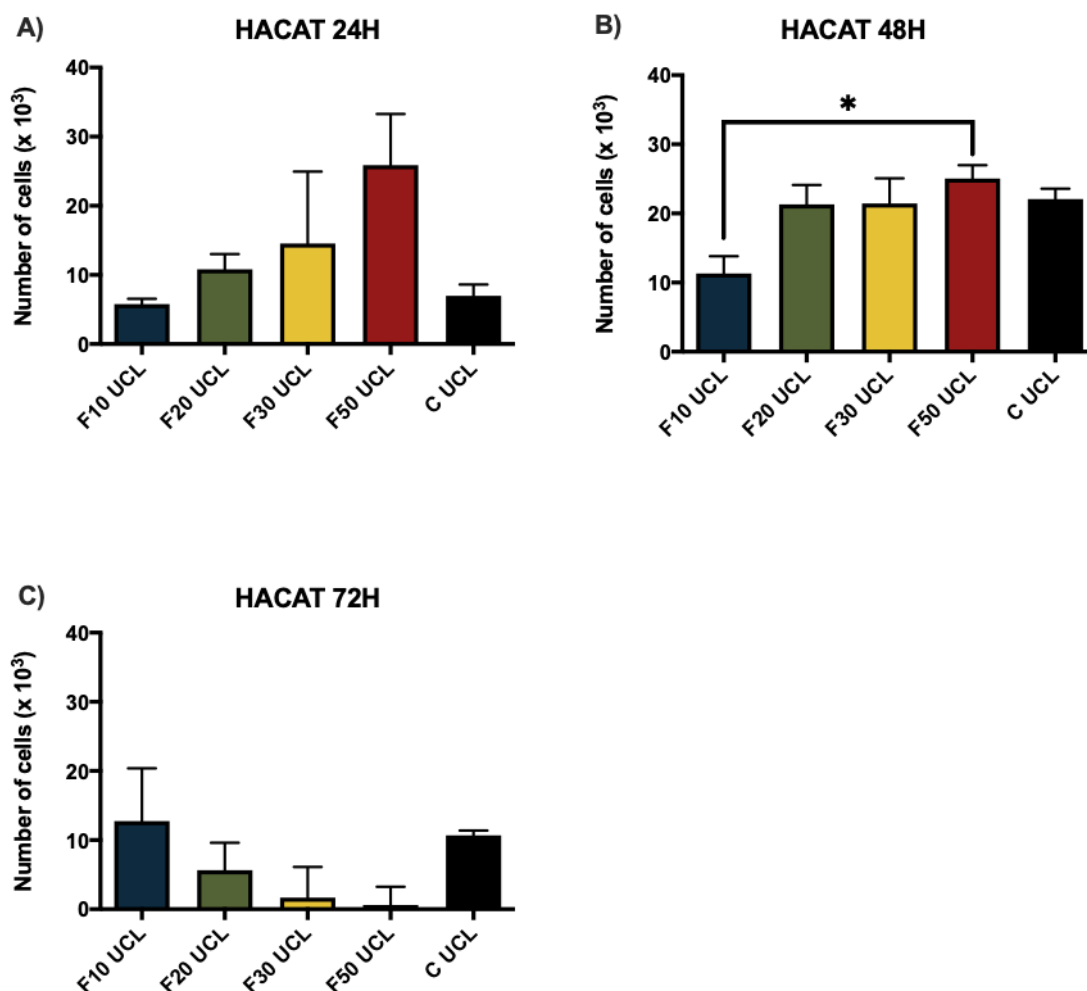 A)
HACAT 24H
Number of cells (x 10³)
40
30
20
10
0
F10 UCL
F20 UCL
F30 UCL
F50 UCL
C UCL
B)
HACAT 48H
Number of cells (x 10³)
40
30
20
10
0
*
F10 UCL
F20 UCL
F30 UCL
F50 UCL
C UCL
C)
HACAT 72H
Number of cells (x 10³)
40
30
20
10
0
F10 UCL
F20 UCL
F30 UCL
F50 UCL
C UCL